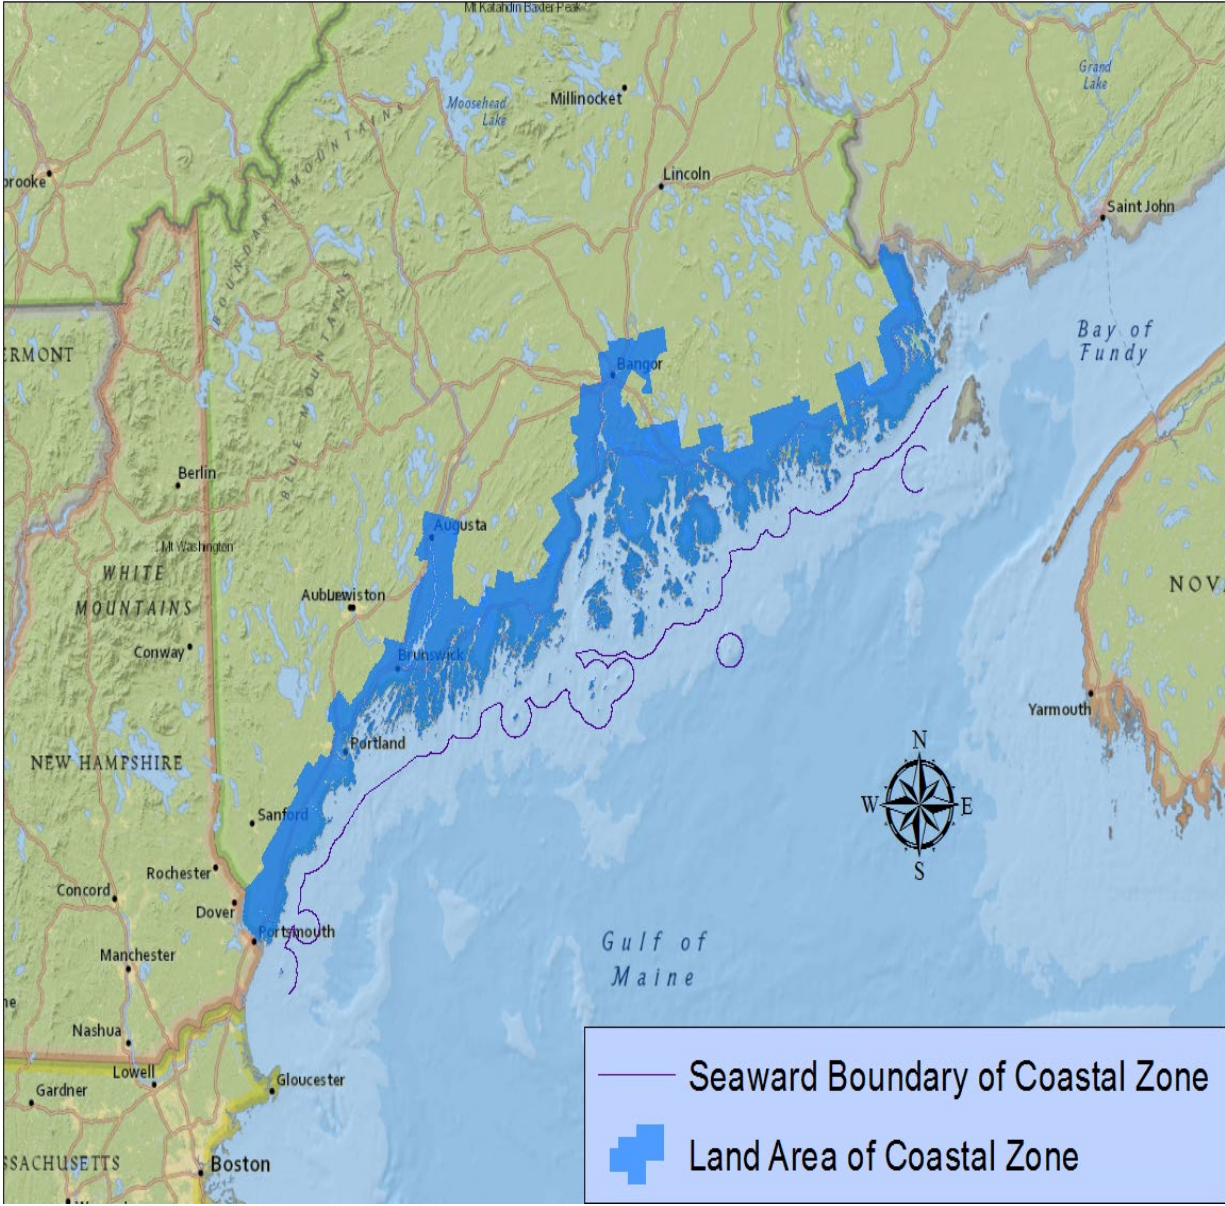 Mt Katahdin Baxter Peak
Grand
Lake
Millinocket
Moosehead
Lake
BOUNDARY MOUNTAINS
Lincoln
brooke
Saint John
Bay of
Fundy
ERMONT
Bangor
BLUE MOUNTAINS
Berlin
Augusta
Mt Washington
WHITE
MOUNTAINS
NOV
Auburn
Lewiston
Conway
Brunswick
Yarmouth
Portland
NEW HAMPSHIRE
N
W
E
S
Sanford
Rochester
Concord
Dover
Portsmouth
Gulf of
Maine
Manchester
ne
Nashua
Lowell
Gloucester
Gardner
Seaward Boundary of Coastal Zone
SSACHUSETTS
Boston
Land Area of Coastal Zone